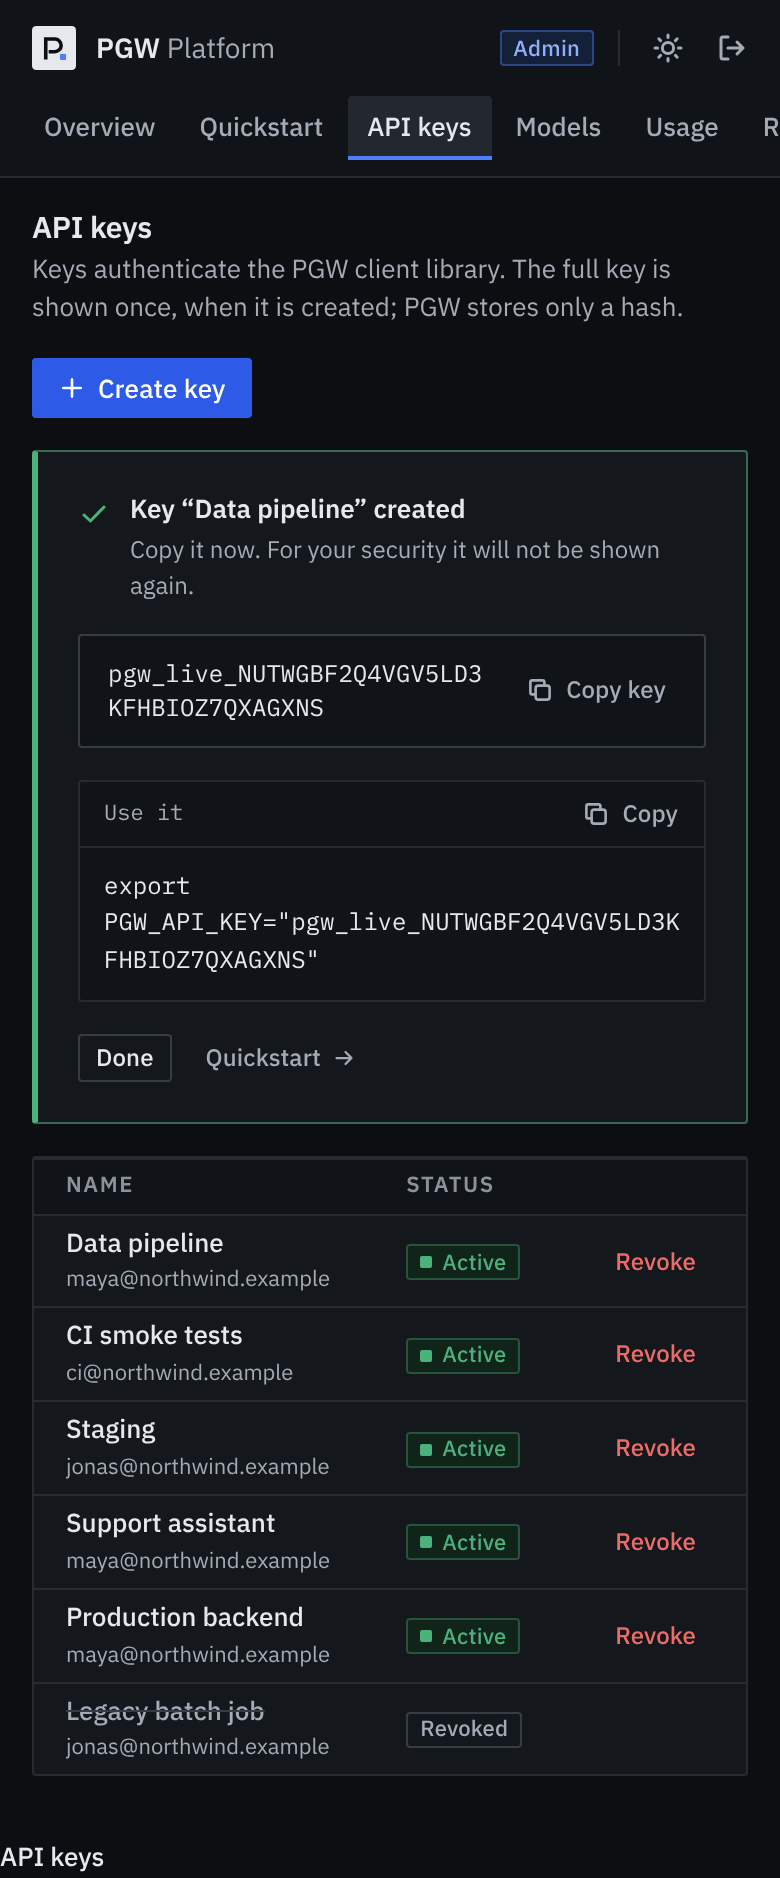 P.
PGW Platform
Admin
Overview
Quickstart
API keys
Models
Usage
R
API keys
Keys authenticate the PGW client library. The full key is
shown once, when it is created; PGW stores only a hash.
Create key
Key “Data pipeline” created
Copy it now. For your security it will not be shown
again.
pgw_live_NUTWGBF2Q4VGV5LD3
KFHBIOZ7QXAGXNS
Copy key
Use it
Copy
export
PGW_API_KEY="pgw_live_NUTWGBF2Q4VGV5LD3K
FHBIOZ7QXAGXNS"
Done
Quickstart →
NAME
STATUS
Data pipeline
maya@northwind.example
Active
Revoke
CI smoke tests
ci@northwind.example
Active
Revoke
Staging
jonas@northwind.example
Active
Revoke
Support assistant
maya@northwind.example
Active
Revoke
Production backend
maya@northwind.example
Active
Revoke
Legacy batch job
jonas@northwind.example
Revoked
API keys